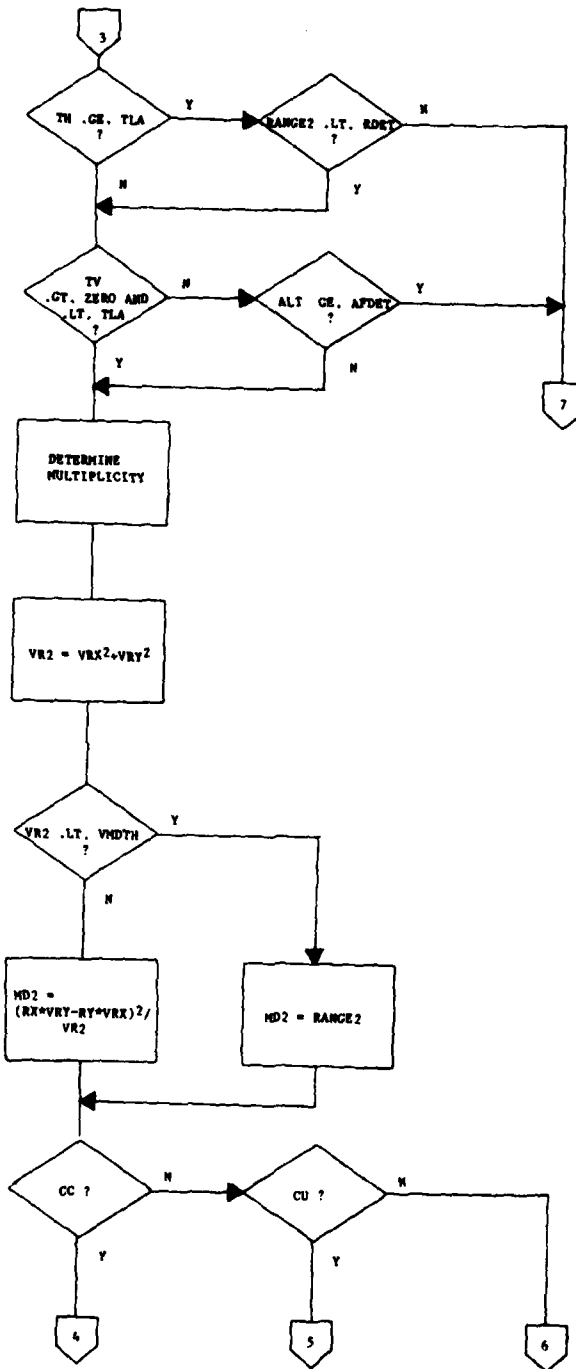 3
TH .GE. TLA
?
Y
RANGE2 .LT. RDET
?
N
N
Y
TV
.GT. ZERO AND
.LT. TLA
?
N
ALT GE. AFDET
?
Y
Y
N
7
DETERMINE
MULTIPLICITY
VR2 = VRX²+VRY²
VR2 .LT. VMDTH
?
Y
N
MD2 =
(RX*VRY-RY*VRX)²/
VR2
MD2 = RANGE2
CC ?
N
CU ?
N
Y
Y
4
5
6